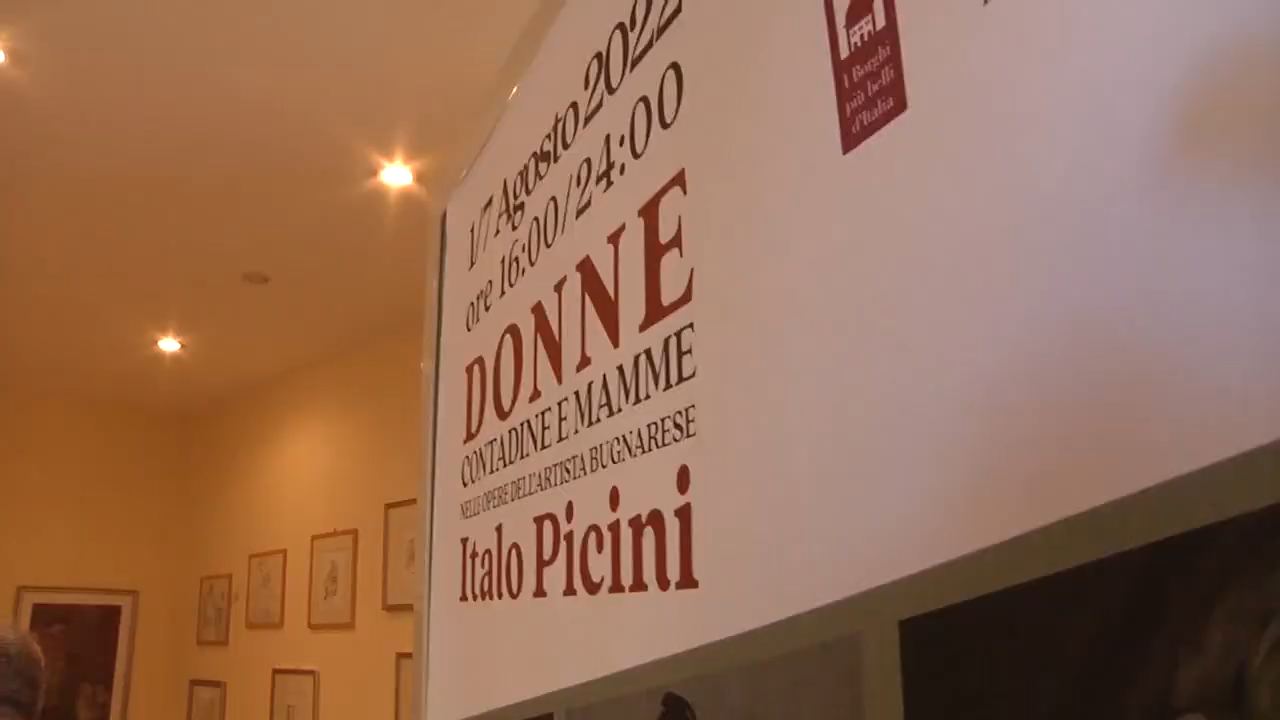 1/7 Agosto 2022
ore 16:00/24:00
DONNE
CONTADINE E MAMME
NELLE OPERE DELL'ARTISTA BUGNARESE
Italo Picini
I Borghi
più belli
d'Italia